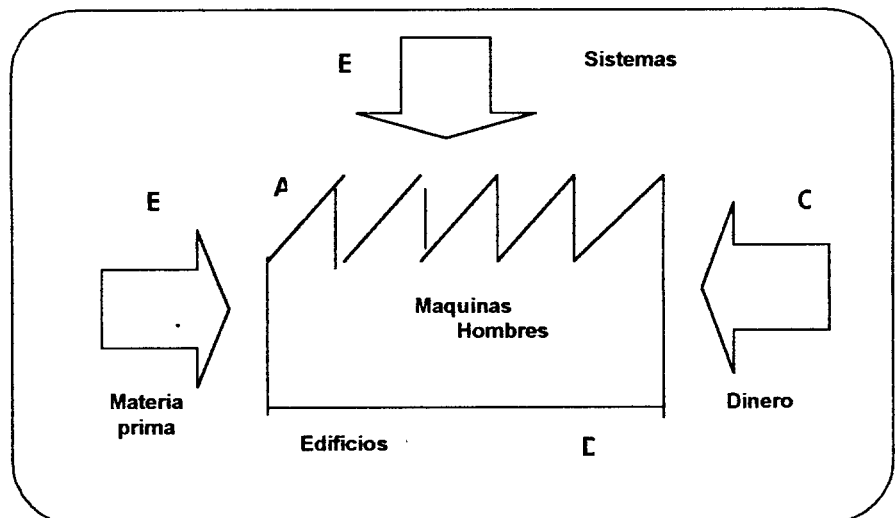 E
Sistemas
E
A
C
Maquinas
Hombres
Materia
prima
Dinero
Edificios
D